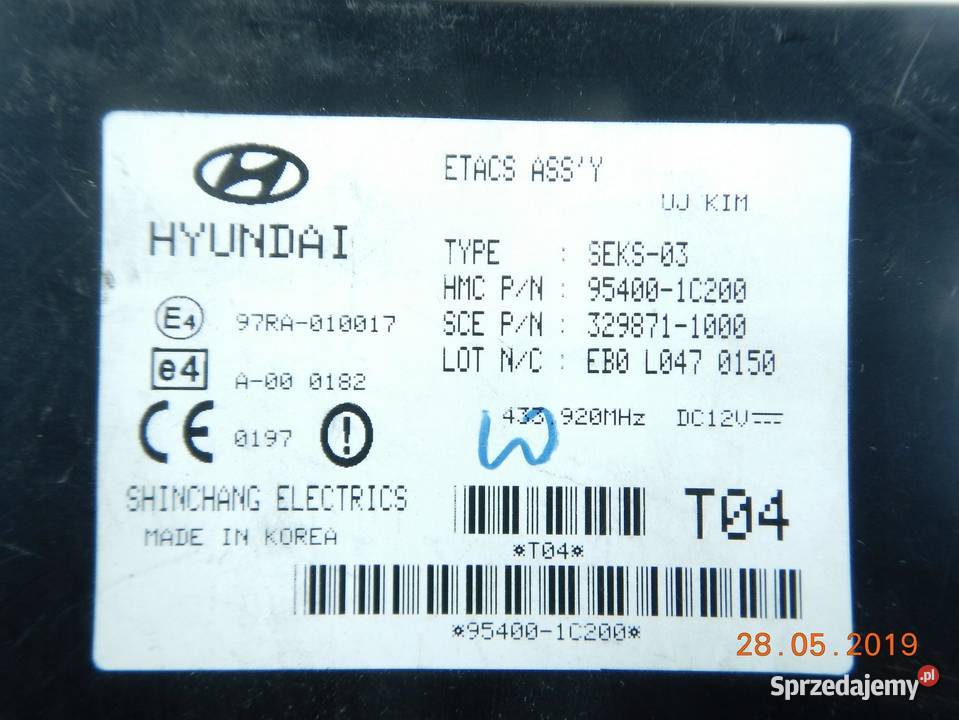 ETACS ASS'Y
UJ KIM
HYUNDAI
TYPE : SEKS-03
HMC P/N : 95400-1C200
SCE P/N : 329871-1000
LOT N/C : EB0 L047 0150
E4 97RA-010017
e4 A-00 0182
CE 0197 !
433.920MHz DC12V
W
SHINCHANG ELECTRICS
MADE IN KOREA
T04
*T04*
*95400-1C200*
28.05.2019
Sprzedajemy.pl